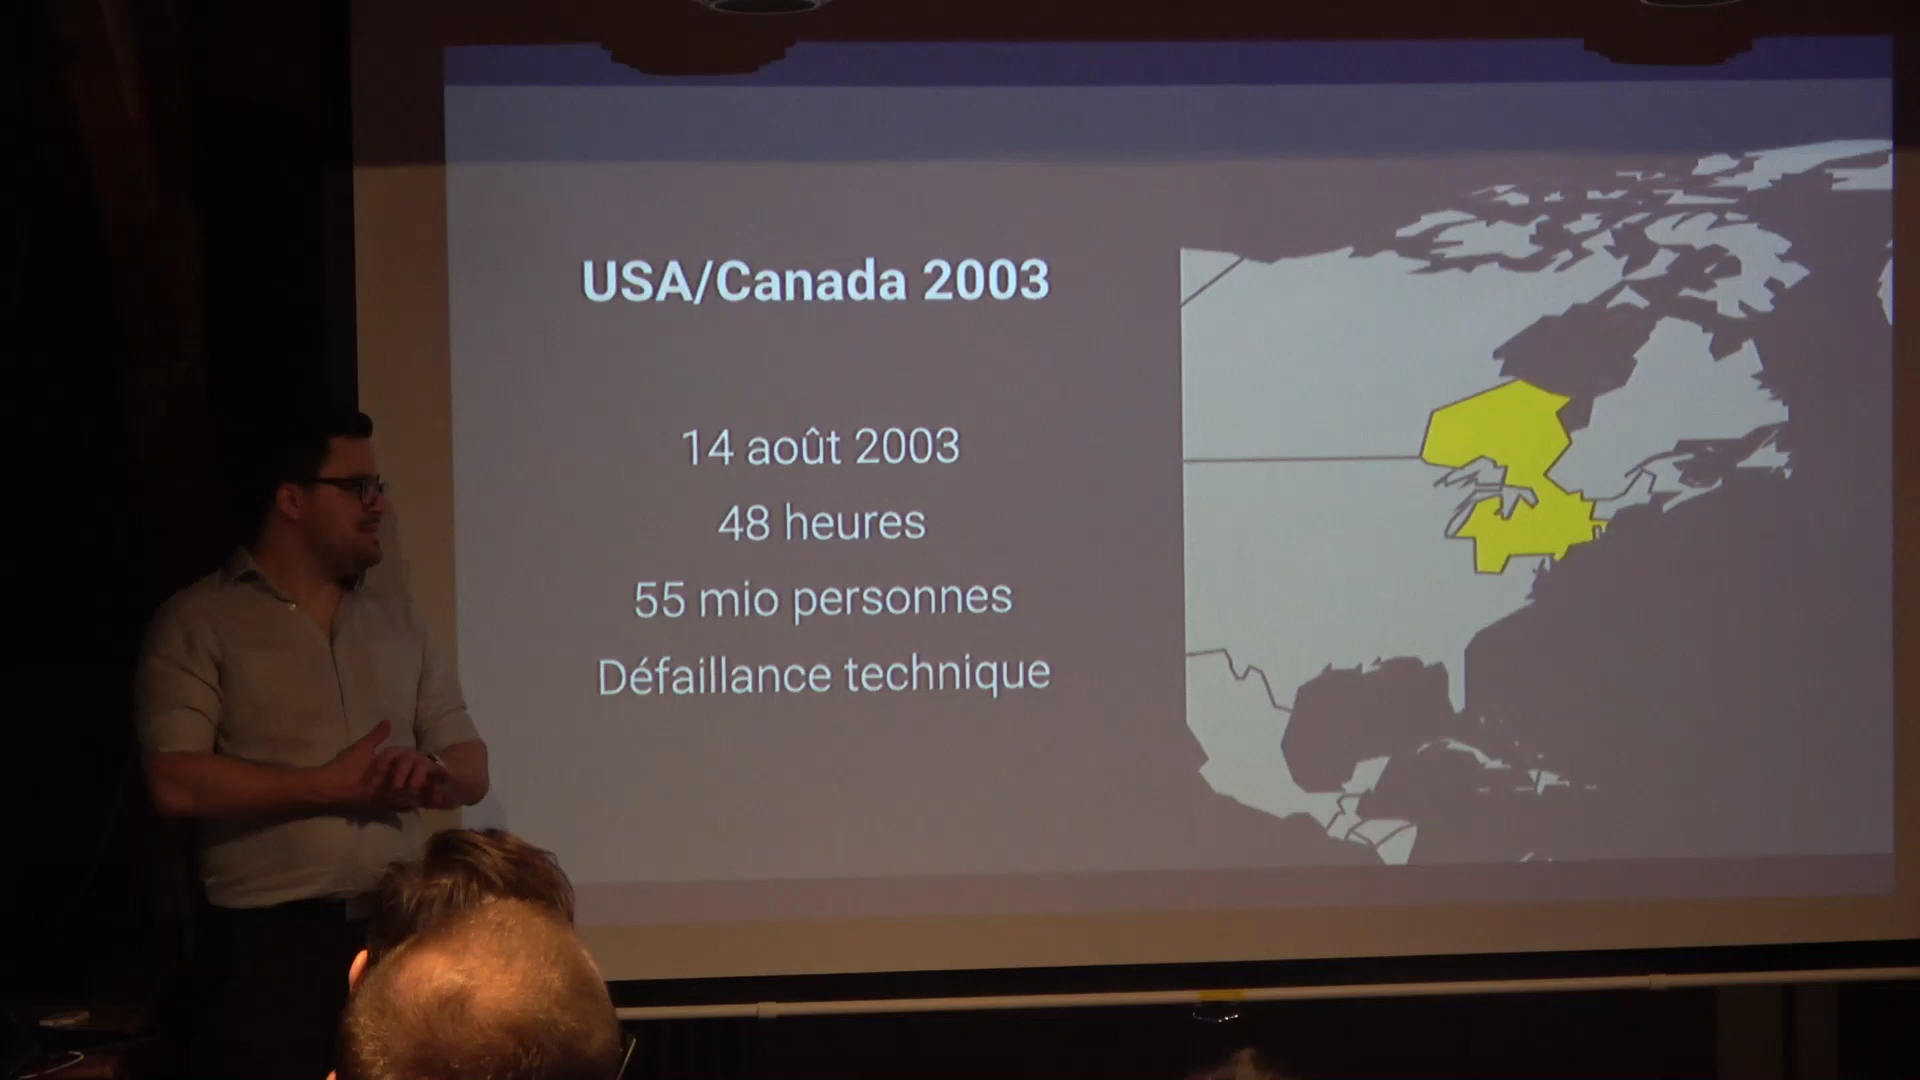 USA/Canada 2003
14 août 2003
48 heures
55 mio personnes
Défaillance technique